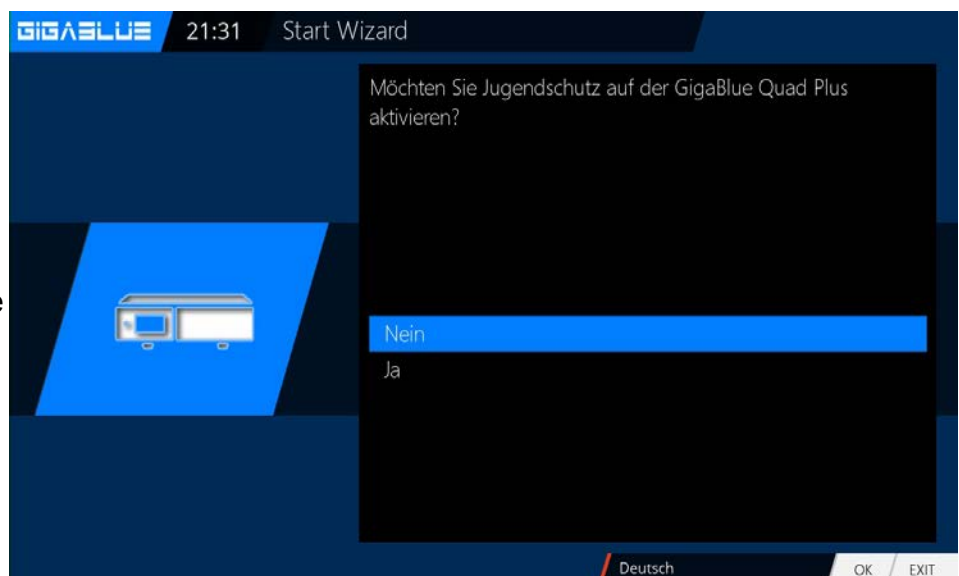 GIGABLUE 21:31 Start Wizard
Möchten Sie Jugendschutz auf der GigaBlue Quad Plus
aktivieren?
e
Nein
Ja
Deutsch OK EXIT